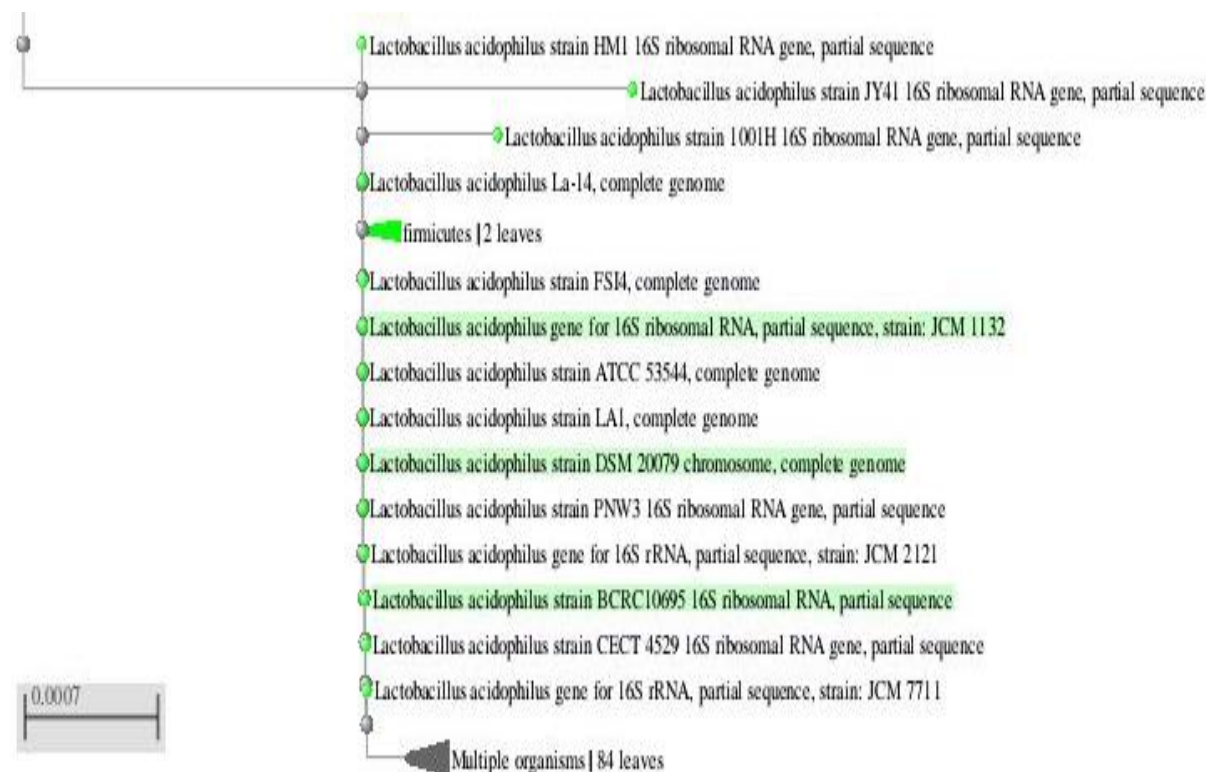 Lactobacillus acidophilus strain HM1 16S ribosomal RNA gene, partial sequence
Lactobacillus acidophilus strain JY41 16S ribosomal RNA gene, partial sequence
Lactobacillus acidophilus strain 1001H 16S ribosomal RNA gene, partial sequence
Lactobacillus acidophilus La-14, complete genome
firmicutes | 2 leaves
Lactobacillus acidophilus strain FSI4, complete genome
Lactobacillus acidophilus gene for 16S ribosomal RNA, partial sequence, strain: JCM 1132
Lactobacillus acidophilus strain ATCC 53544, complete genome
Lactobacillus acidophilus strain LA1, complete genome
Lactobacillus acidophilus strain DSM 20079 chromosome, complete genome
Lactobacillus acidophilus strain PNW3 16S ribosomal RNA gene, partial sequence
Lactobacillus acidophilus gene for 16S rRNA, partial sequence, strain: JCM 2121
Lactobacillus acidophilus strain BCRC10695 16S ribosomal RNA, partial sequence
Lactobacillus acidophilus strain CECT 4529 16S ribosomal RNA gene, partial sequence
Lactobacillus acidophilus gene for 16S rRNA, partial sequence, strain: JCM 7711
0.0007
Multiple organisms | 84 leaves